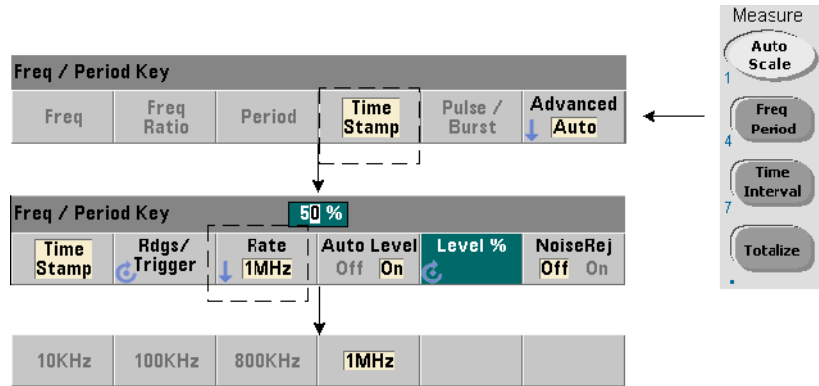 Measure
Auto
Scale
1
Freq
Period
4
Time
Interval
7
Totalize
.
Freq / Period Key
Freq
Freq
Ratio
Period
Time
Stamp
Pulse /
Burst
Advanced
Auto
Freq / Period Key
50 %
Time
Stamp
Rdgs/
Trigger
Rate
1MHz
Auto Level
Off On
Level %
NoiseRej
Off On
10KHz
100KHz
800KHz
1MHz